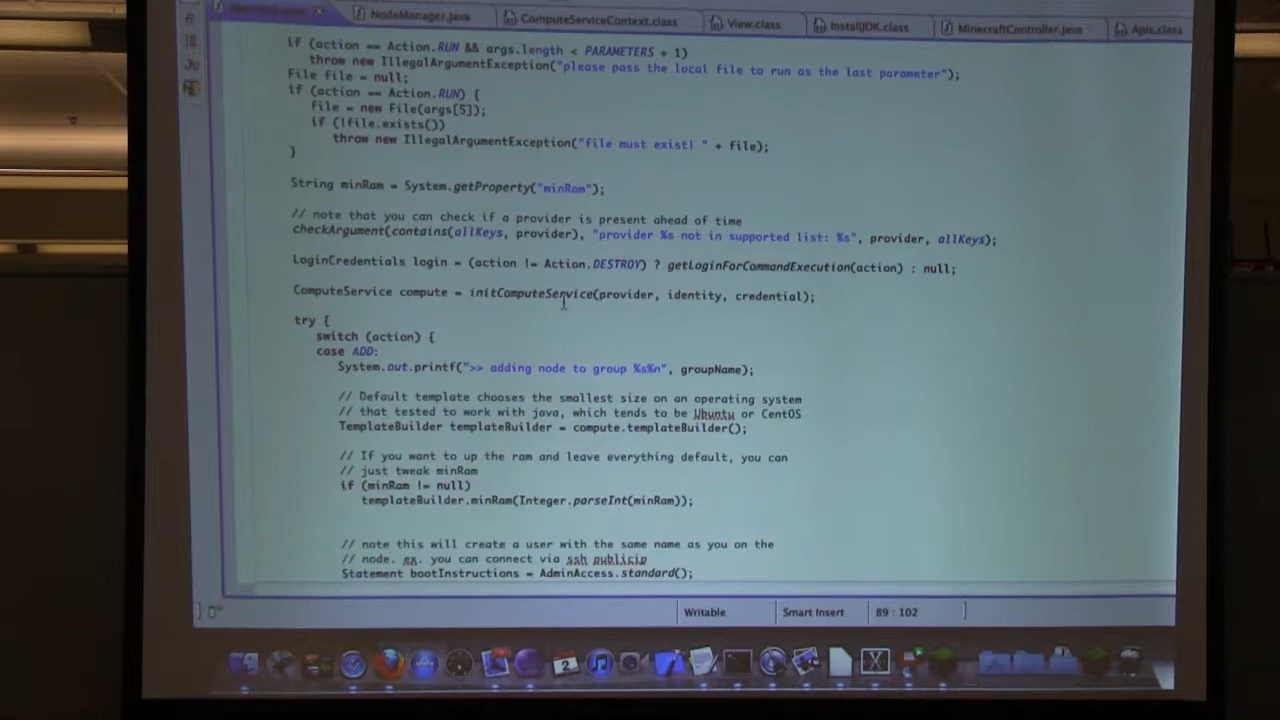 NodeManager.java ComputeServiceContext.class View.class InstallJDK.class MinecraftController.java Apis.class
if (action == Action.RUN && args.length < PARAMETERS + 1)
throw new IllegalArgumentException("please pass the local file to run as the last parameter");
File file = null;
if (action == Action.RUN) {
file = new File(args[5]);
if (!file.exists())
throw new IllegalArgumentException("file must exist! " + file);
}
String minRam = System.getProperty("minRam");
// note that you can check if a provider is present ahead of time
checkArgument(contains(allKeys, provider), "provider %s not in supported list: %s", provider, allKeys);
LoginCredentials login = (action != Action.DESTROY) ? getLoginForCommandExecution(action) : null;
ComputeService compute = initComputeService(provider, identity, credential);
try {
switch (action) {
case ADD:
System.out.printf(">> adding node to group %s%n", groupName);
// Default template chooses the smallest size on an operating system
// that tested to work with java, which tends to be Ubuntu or CentOS
TemplateBuilder templateBuilder = compute.templateBuilder();
// If you want to up the ram and leave everything default, you can
// just tweak minRam
if (minRam != null)
templateBuilder.minRam(Integer.parseInt(minRam));
// note this will create a user with the same name as you on the
// node. ex. you can connect via ssh publicip
Statement bootInstructions = AdminAccess.standard();
Writable Smart Insert 89 : 102
2
X